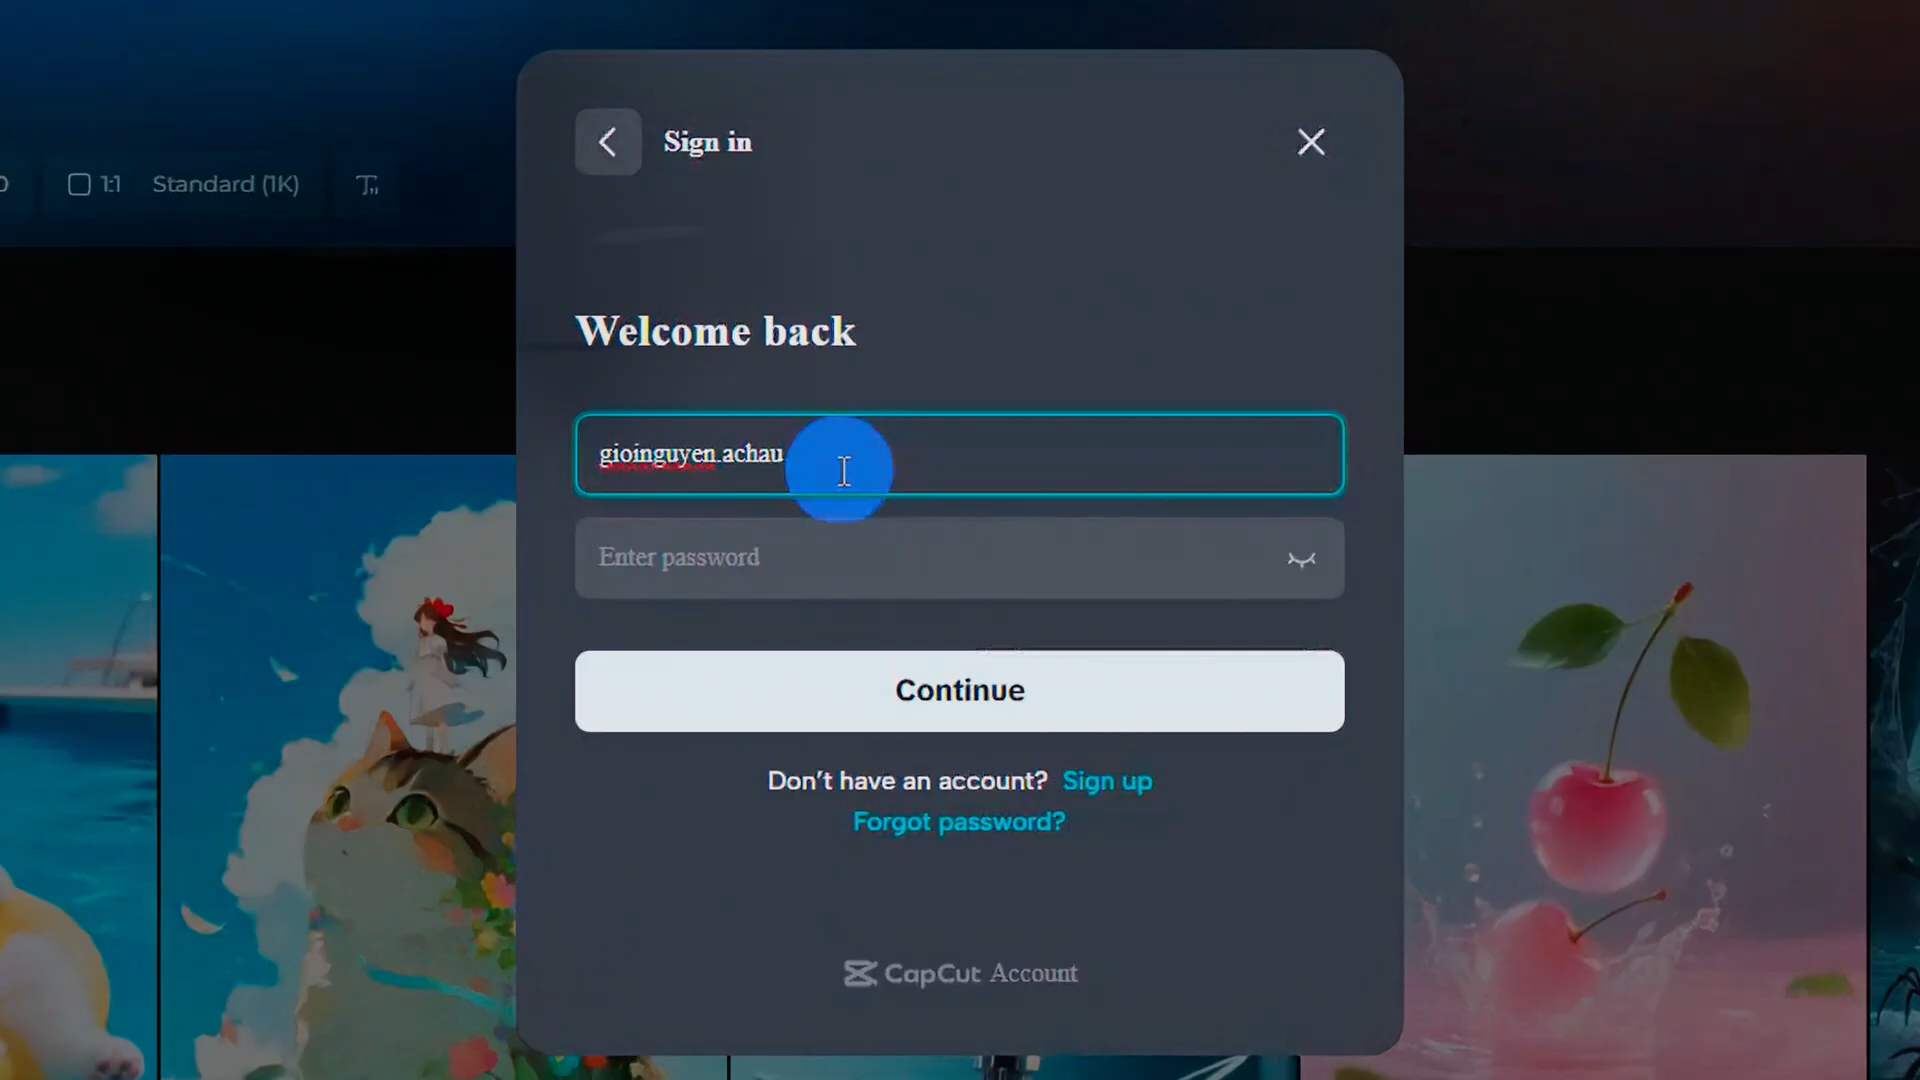 Sign in
1:1 Standard (1K)
Welcome back
gioinguyen.achau
Enter password
Continue
Don't have an account? Sign up
Forgot password?
CapCut Account